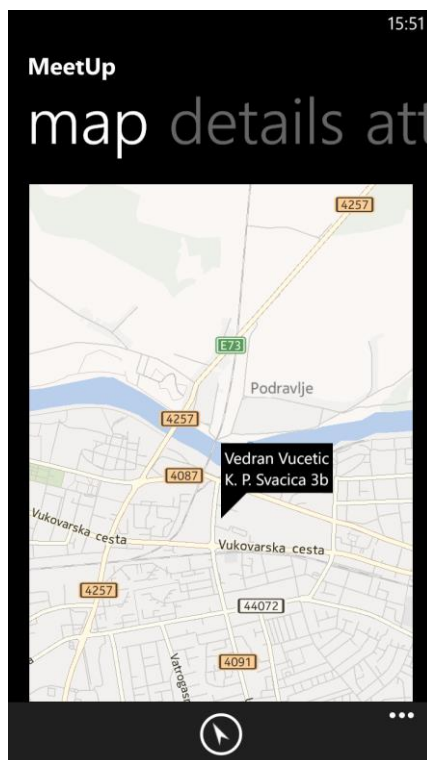 15:51
MeetUp
map details att
4257
E73
Podravlje
4257
Vedran Vucetic
K. P. Svacica 3b
4087
Vukovarska cesta
Vukovarska cesta
4257
44072
4091
Vatrogas